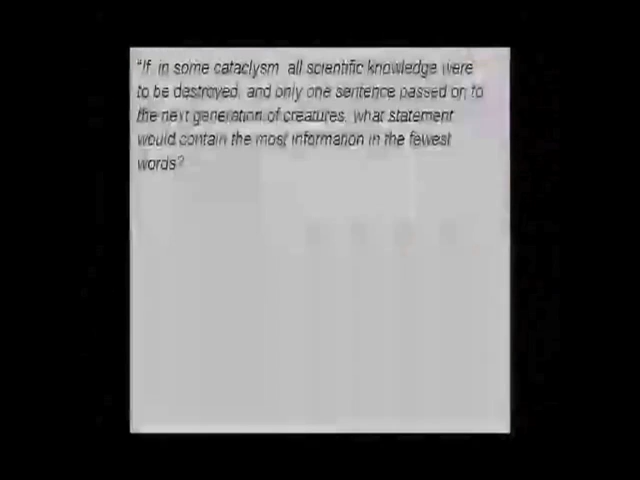 "If, in some cataclysm, all scientific knowledge were
to be destroyed, and only one sentence passed on to
the next generation of creatures, what statement
would contain the most information in the fewest
words?